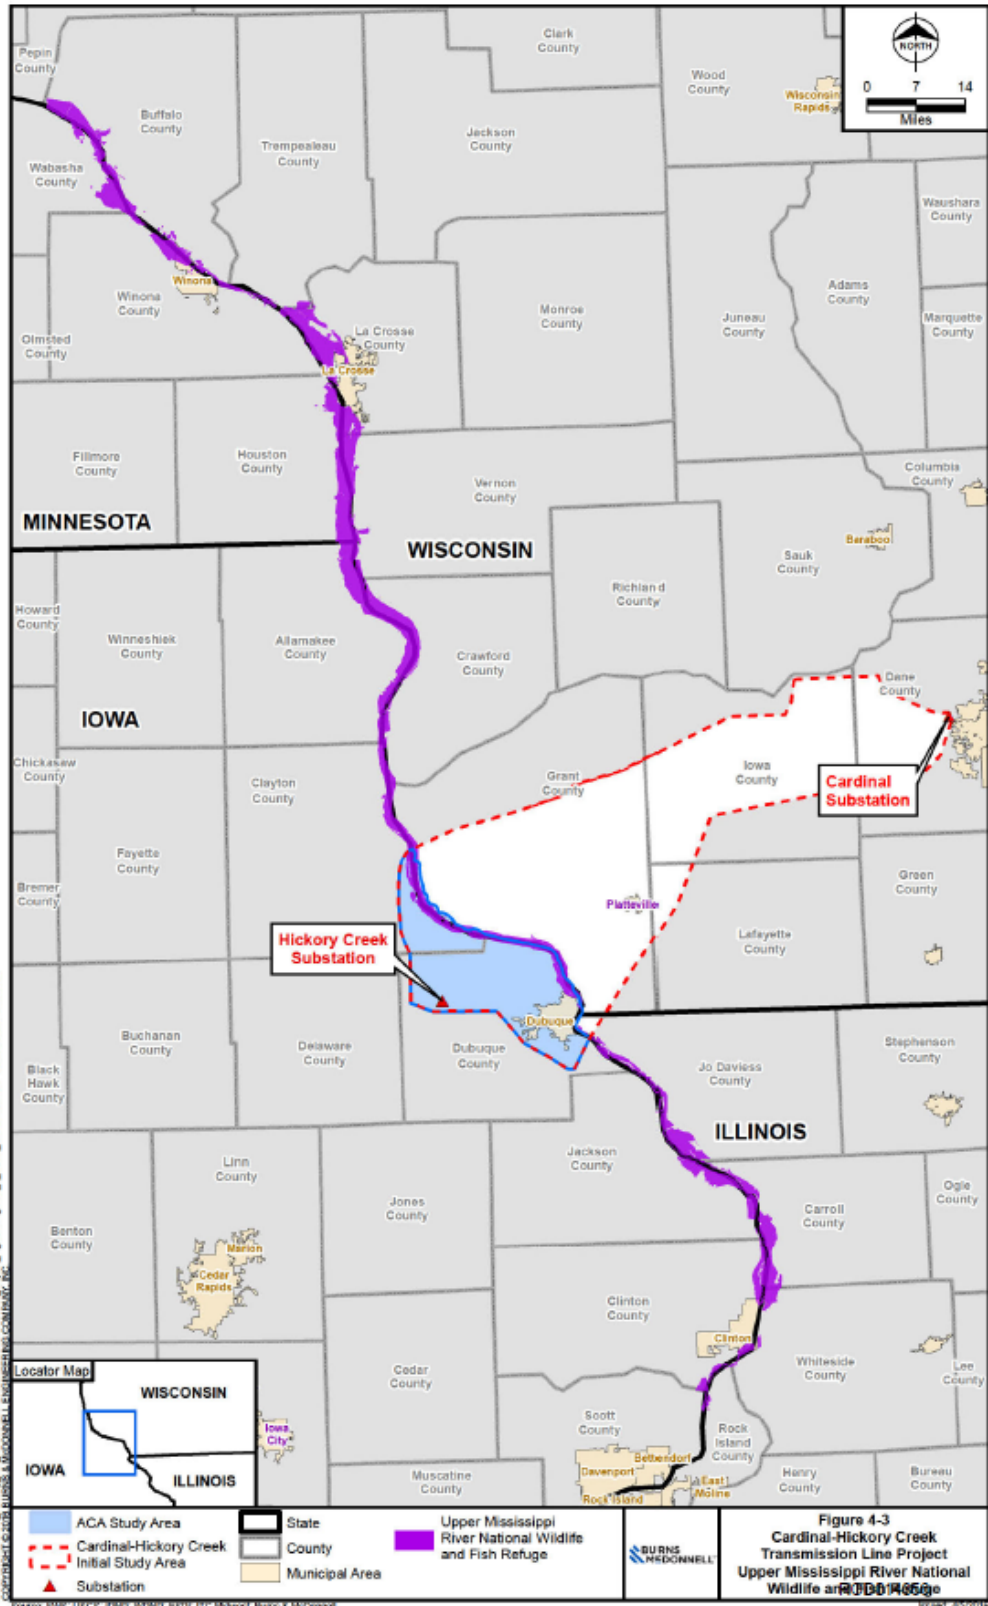 Pepin
County
Clark
County
Wood
County
Wisconsin
Rapids
NORTH
0 7 14
Miles
Buffalo
County
Trempealeau
County
Jackson
County
Wabasha
County
Waushara
County
Winona
Winona
County
Olmsted
County
La Crosse
County
La Crosse
Monroe
County
Juneau
County
Adams
County
Marquette
County
Fillmore
County
Houston
County
Vernon
County
Columbia
County
MINNESOTA
WISCONSIN
Baraboo
Sauk
County
Richland
County
Howard
County
Winneshiek
County
Allamakee
County
Crawford
County
Dane
County
IOWA
Chickasaw
County
Clayton
County
Grant
County
Iowa
County
Cardinal
Substation
Fayette
County
Bremer
County
Green
County
Platteville
Lafayette
County
Hickory Creek
Substation
Dubuque
Buchanan
County
Delaware
County
Dubuque
County
Black
Hawk
County
Jo Daviess
County
Stephenson
County
ILLINOIS
Linn
County
Jackson
County
Jones
County
Benton
County
Carroll
County
Ogle
County
Marion
Cedar
Rapids
Clinton
County
Clinton
Whiteside
County
Lee
County
Cedar
County
Scott
County
Rock
Island
County
Iowa
City
Davenport
Bettendorf
Rock Island
East
Moline
Muscatine
County
Henry
County
Bureau
County
Locator Map
WISCONSIN
IOWA
ILLINOIS
ACA Study Area
Cardinal-Hickory Creek
Initial Study Area
Substation
State
County
Municipal Area
Upper Mississippi
River National Wildlife
and Fish Refuge
BURNS
MCDONNELL
Figure 4-3
Cardinal-Hickory Creek
Transmission Line Project
Upper Mississippi River National
Wildlife and Fish Refuge